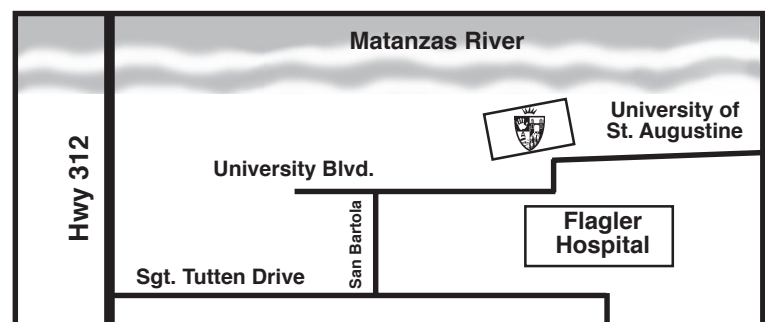 Matanzas River
University of
St. Augustine
University Blvd.
Hwy 312
San Bartola
Flagler
Hospital
Sgt. Tutten Drive